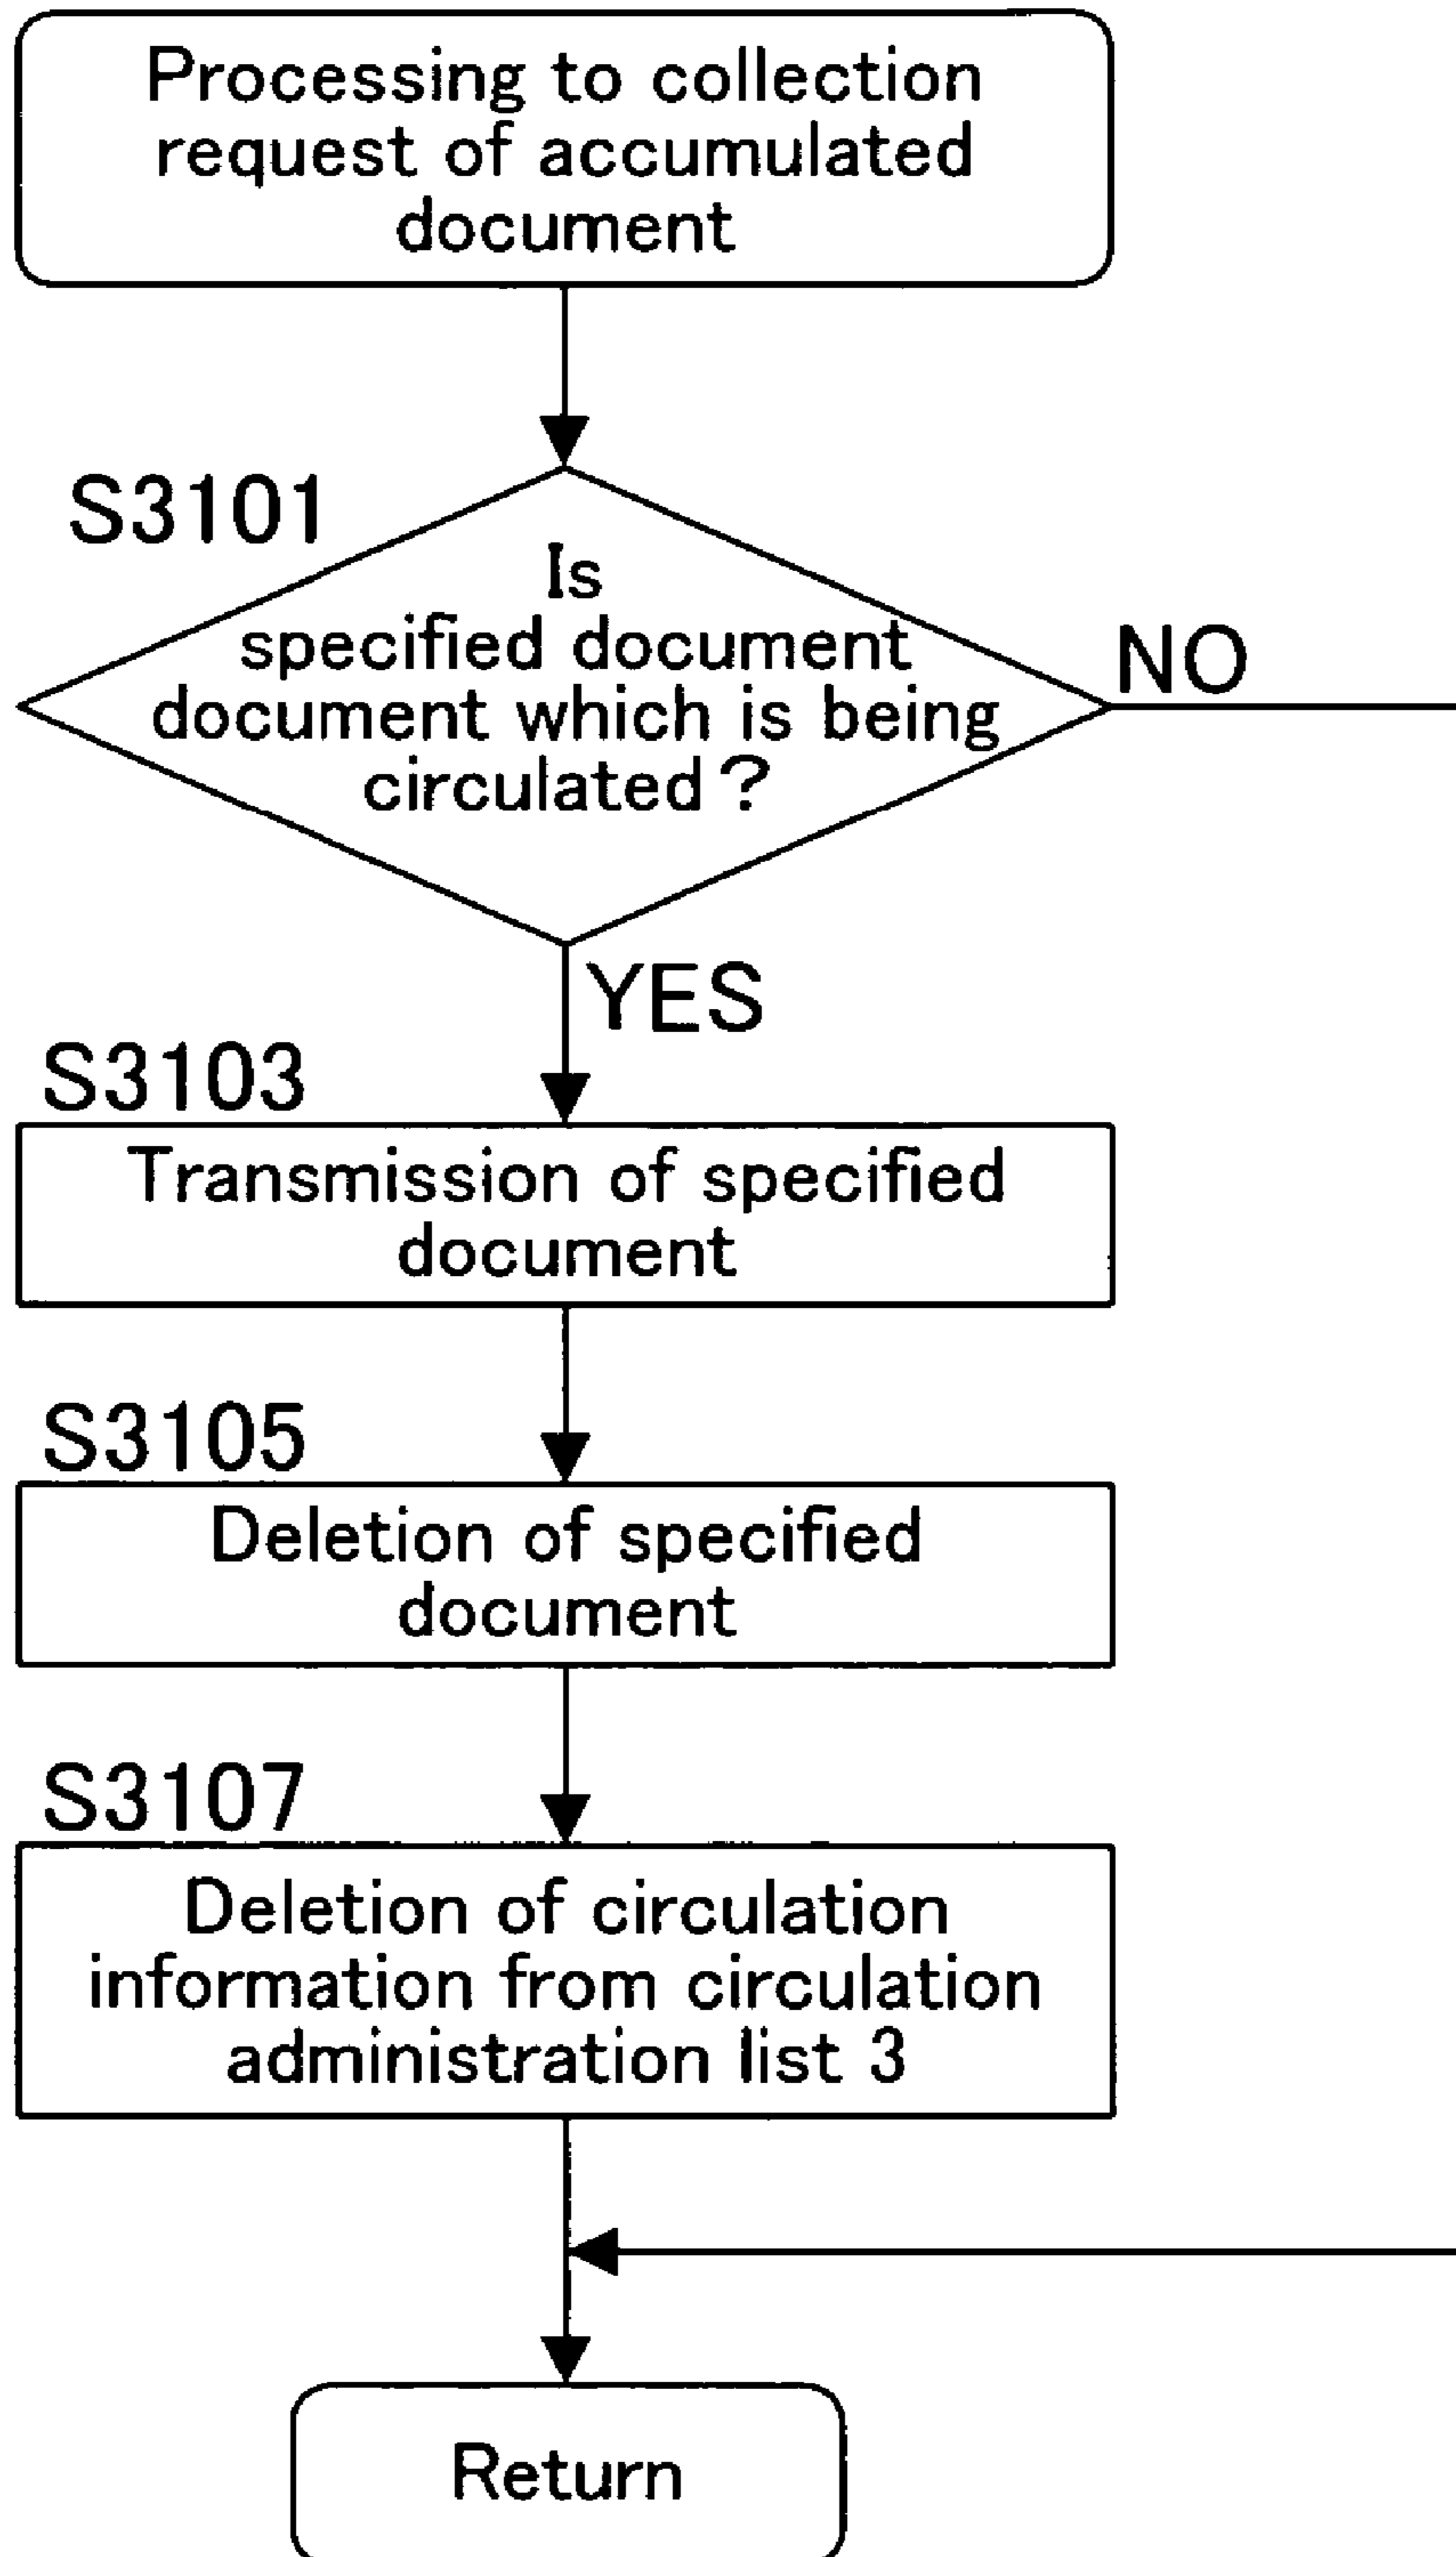 Processing to collection
request of accumulated
document
S3101
Is
specified document
document which is being
circulated?
NO
YES
S3103
Transmission of specified
document
S3105
Deletion of specified
document
S3107
Deletion of circulation
information from circulation
administration list 3
Return